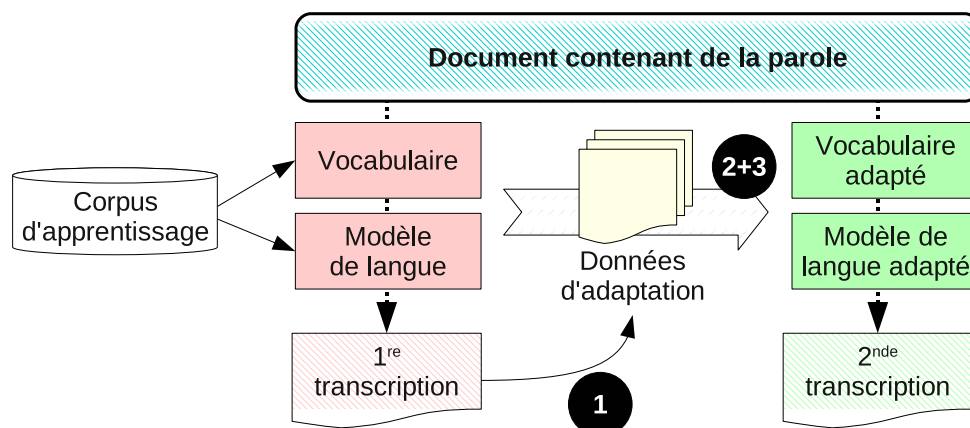 Document contenant de la parole
Vocabulaire
2+3
Vocabulaire
adapté
Corpus
d'apprentissage
Modèle
de langue
Modèle de
langue adapté
Données
d'adaptation
1re
transcription
1
2nde
transcription